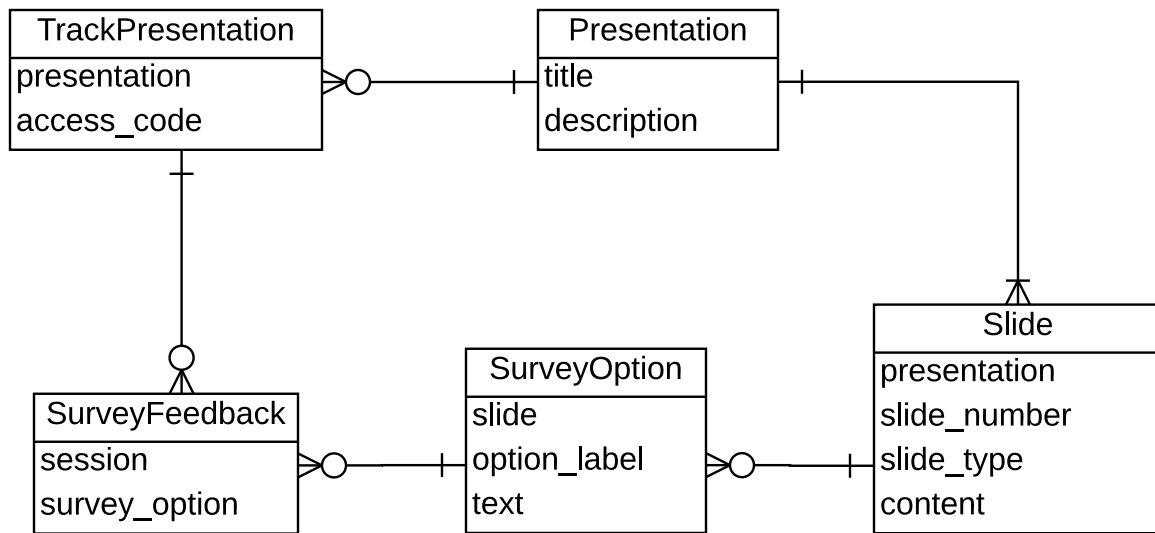 TrackPresentation
presentation
access_code
Presentation
title
description
SurveyFeedback
session
survey_option
SurveyOption
slide
option_label
text
Slide
presentation
slide_number
slide_type
content